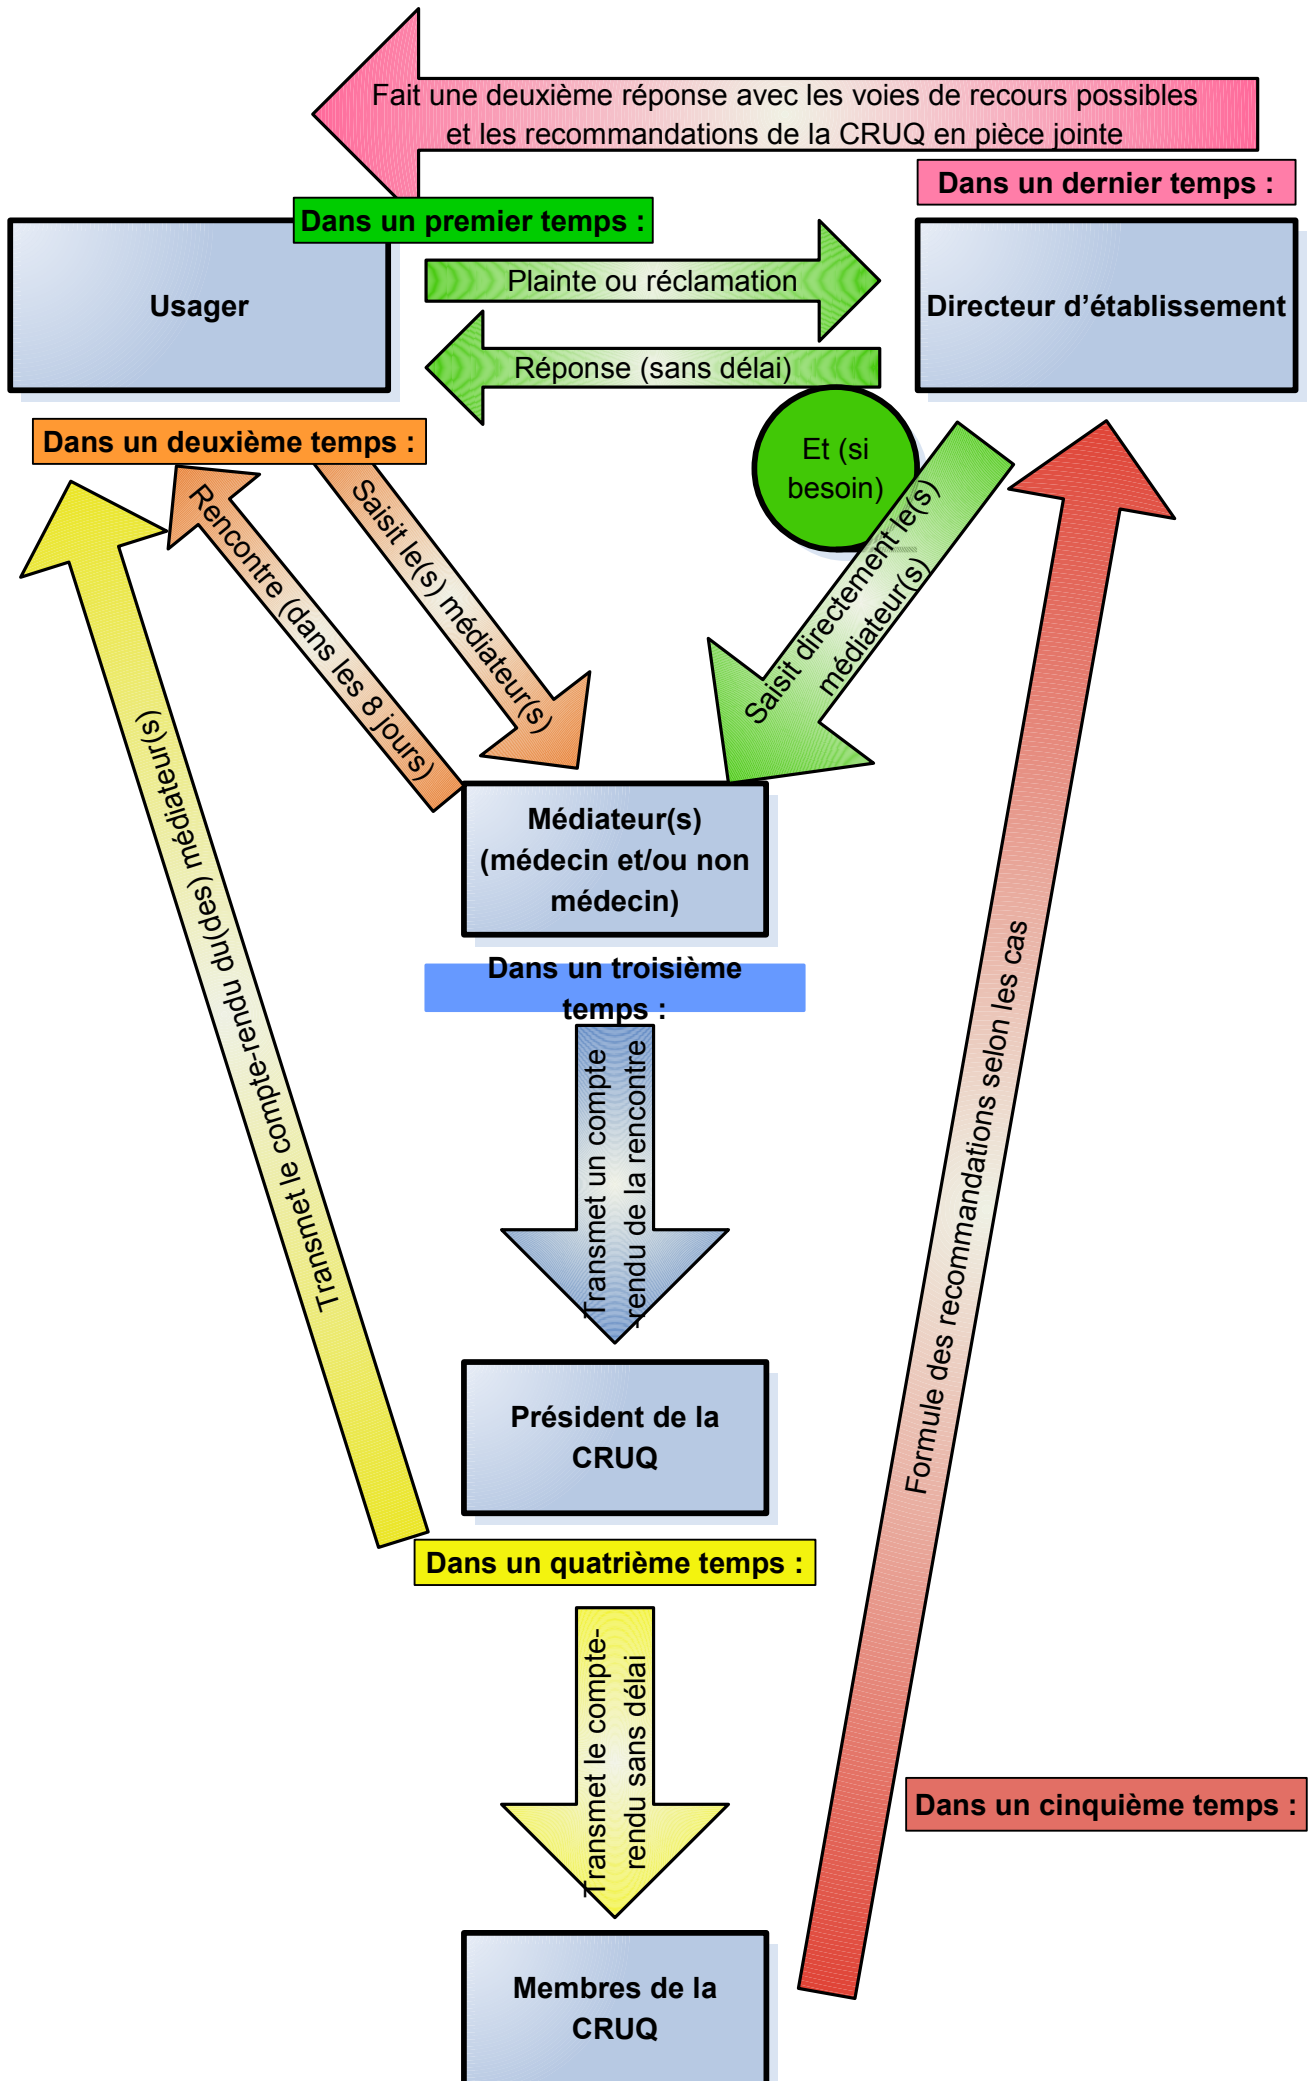 Fait une deuxième réponse avec les voies de recours possibles
et les recommandations de la CRUQ en pièce jointe
Dans un dernier temps :
Dans un premier temps :
Usager
Plainte ou réclamation
Directeur d’établissement
Réponse (sans délai)
Dans un deuxième temps :
Et (si
besoin)
Rencontre (dans les 8 jours)
Saisit le(s) médiateur(s)
Saisit directement le(s)
médiateur(s)
Médiateur(s)
(médecin et/ou non
médecin)
Transmet le compte-rendu du(des) médiateur(s)
Formule des recommandations selon les cas
Dans un troisième
temps :
Transmet un compte
-rendu de la rencontre
Président de la
CRUQ
Dans un quatrième temps :
Transmet le compte-
rendu sans délai
Dans un cinquième temps :
Membres de la
CRUQ